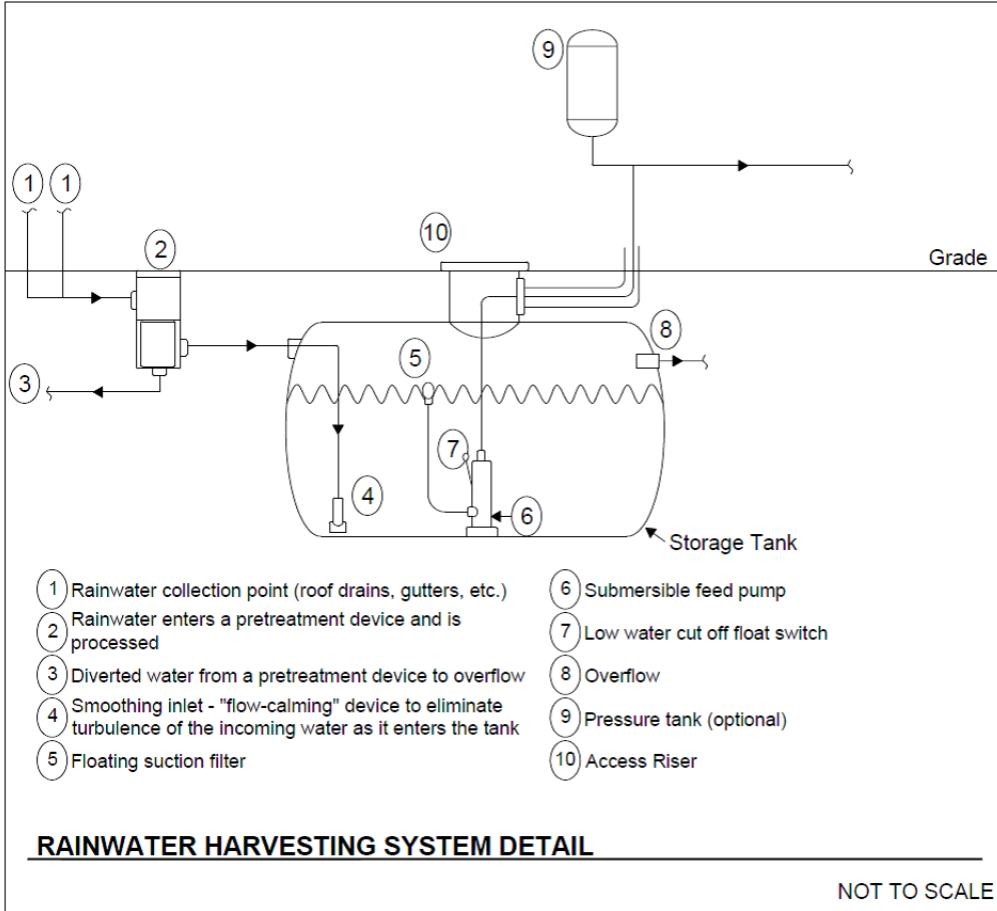 9
1 1
2
10
Grade
8
5
3
7
4
6
Storage Tank
1 Rainwater collection point (roof drains, gutters, etc.)
2 Rainwater enters a pretreatment device and is
processed
3 Diverted water from a pretreatment device to overflow
4 Smoothing inlet - "flow-calming" device to eliminate
turbulence of the incoming water as it enters the tank
5 Floating suction filter
6 Submersible feed pump
7 Low water cut off float switch
8 Overflow
9 Pressure tank (optional)
10 Access Riser
RAINWATER HARVESTING SYSTEM DETAIL
NOT TO SCALE